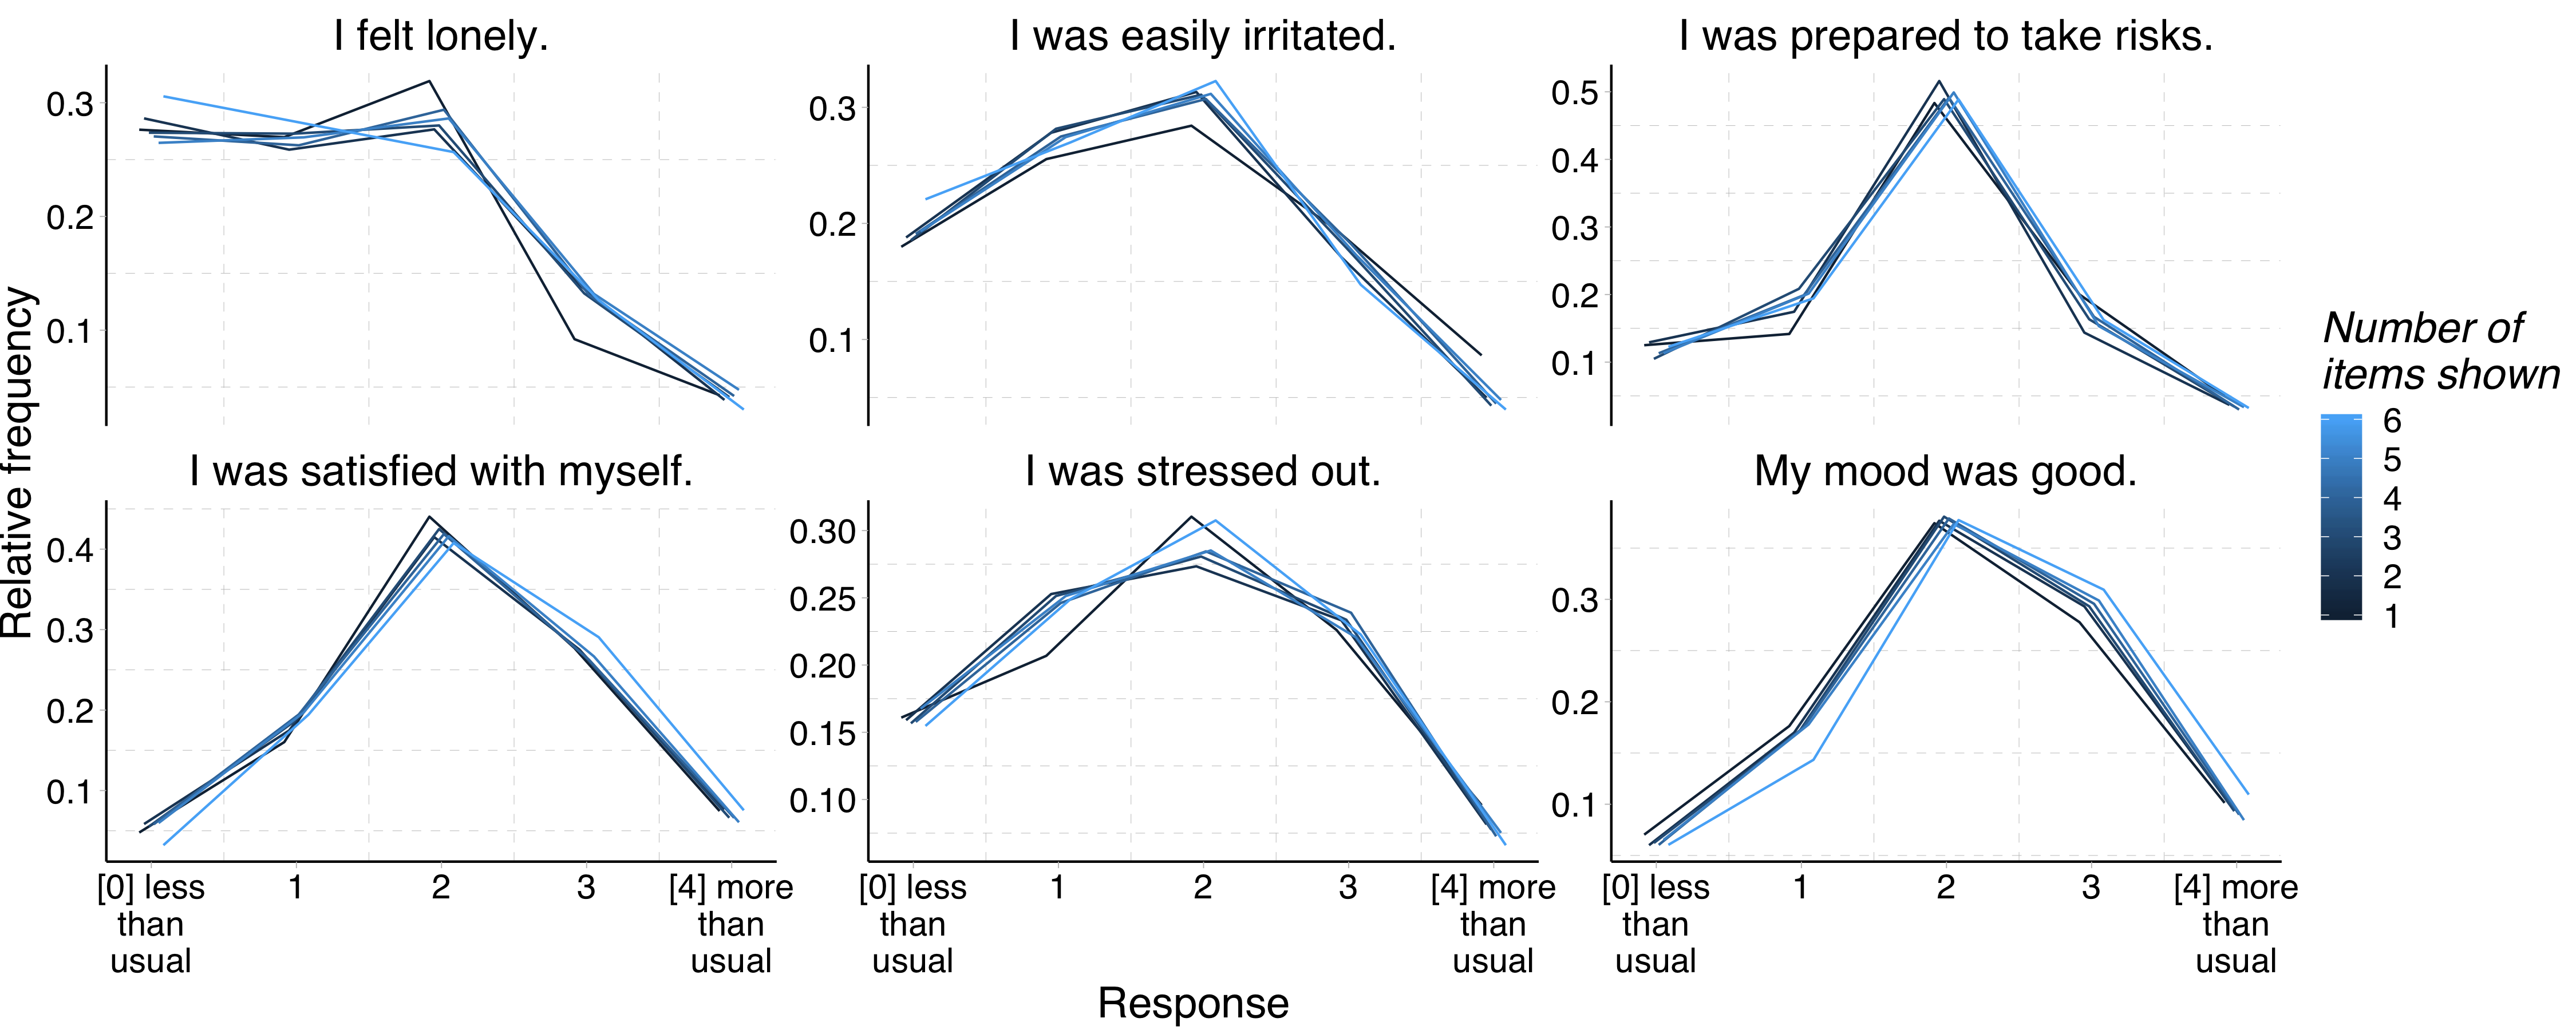 I felt lonely.
I was easily irritated.
I was prepared to take risks.
0.3
0.2
0.1
0.3
0.2
0.1
0.5
0.4
0.3
0.2
0.1
Relative frequency
I was satisfied with myself.
I was stressed out.
My mood was good.
0.4
0.3
0.2
0.1
0.30
0.25
0.20
0.15
0.10
0.3
0.2
0.1
[0] less
than
usual
1
2
3
[4] more
than
usual
[0] less
than
usual
1
2
3
[4] more
than
usual
[0] less
than
usual
1
2
3
[4] more
than
usual
Response
Number of
items shown
6
5
4
3
2
1